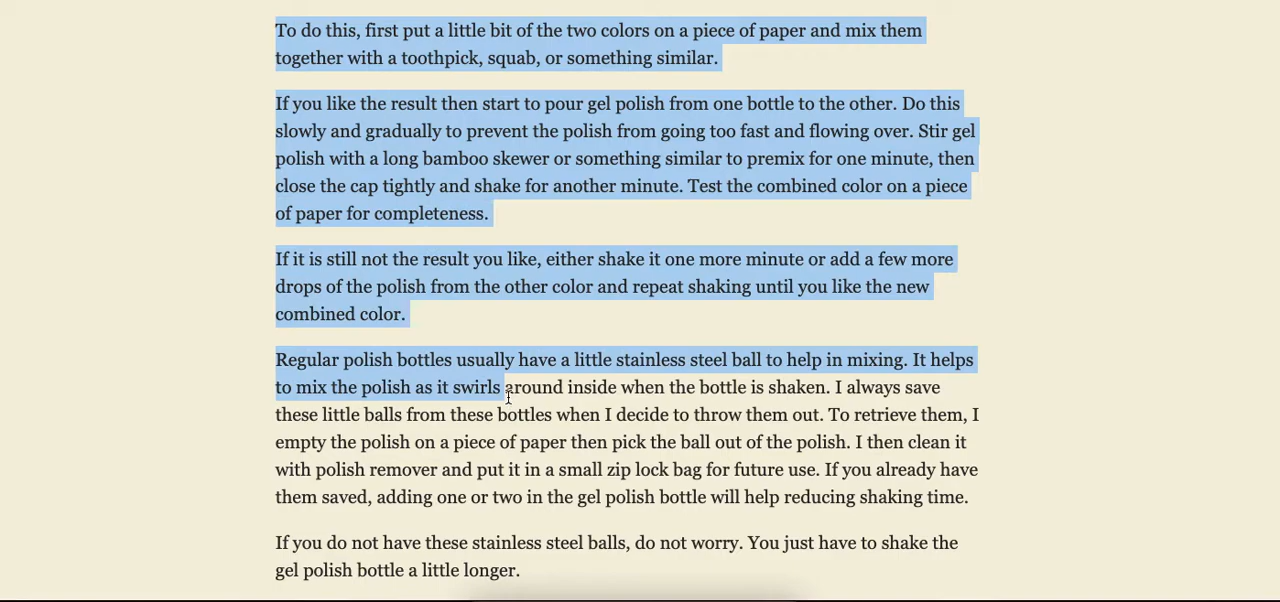 To do this, first put a little bit of the two colors on a piece of paper and mix them
together with a toothpick, squab, or something similar.
If you like the result then start to pour gel polish from one bottle to the other. Do this
slowly and gradually to prevent the polish from going too fast and flowing over. Stir gel
polish with a long bamboo skewer or something similar to premix for one minute, then
close the cap tightly and shake for another minute. Test the combined color on a piece
of paper for completeness.
If it is still not the result you like, either shake it one more minute or add a few more
drops of the polish from the other color and repeat shaking until you like the new
combined color.
Regular polish bottles usually have a little stainless steel ball to help in mixing. It helps
to mix the polish as it swirls around inside when the bottle is shaken. I always save
these little balls from these bottles when I decide to throw them out. To retrieve them, I
empty the polish on a piece of paper then pick the ball out of the polish. I then clean it
with polish remover and put it in a small zip lock bag for future use. If you already have
them saved, adding one or two in the gel polish bottle will help reducing shaking time.
If you do not have these stainless steel balls, do not worry. You just have to shake the
gel polish bottle a little longer.